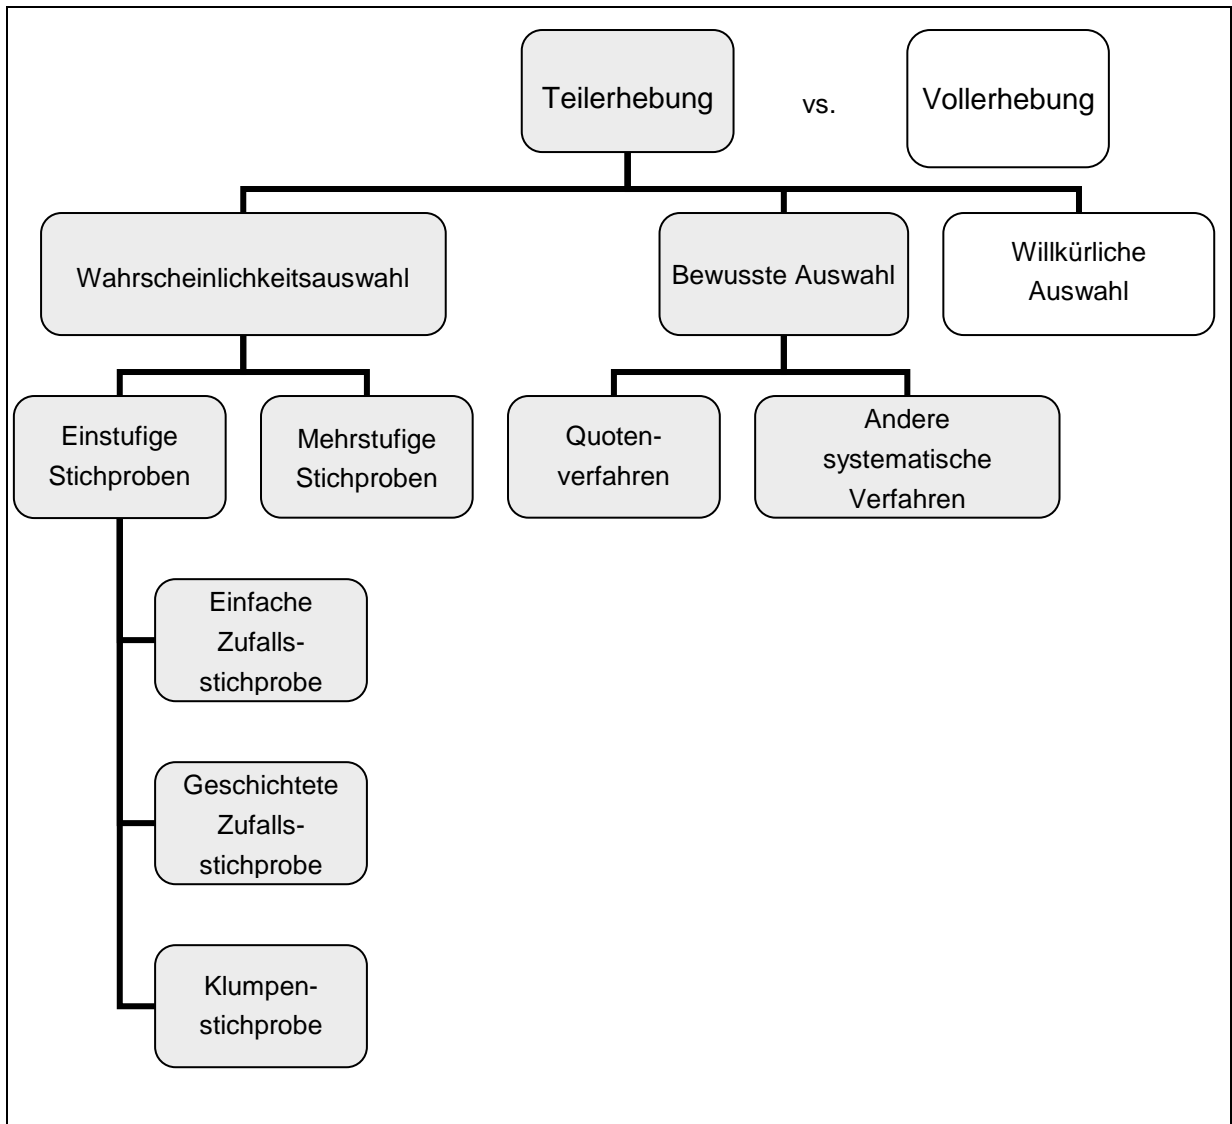 Teilerhebung
vs.
Vollerhebung
Wahrscheinlichkeitsauswahl
Bewusste Auswahl
Willkürliche
Auswahl
Einstufige
Stichproben
Mehrstufige
Stichproben
Quoten-
verfahren
Andere
systematische
Verfahren
Einfache
Zufalls-
stichprobe
Geschichtete
Zufalls-
stichprobe
Klumpen-
stichprobe